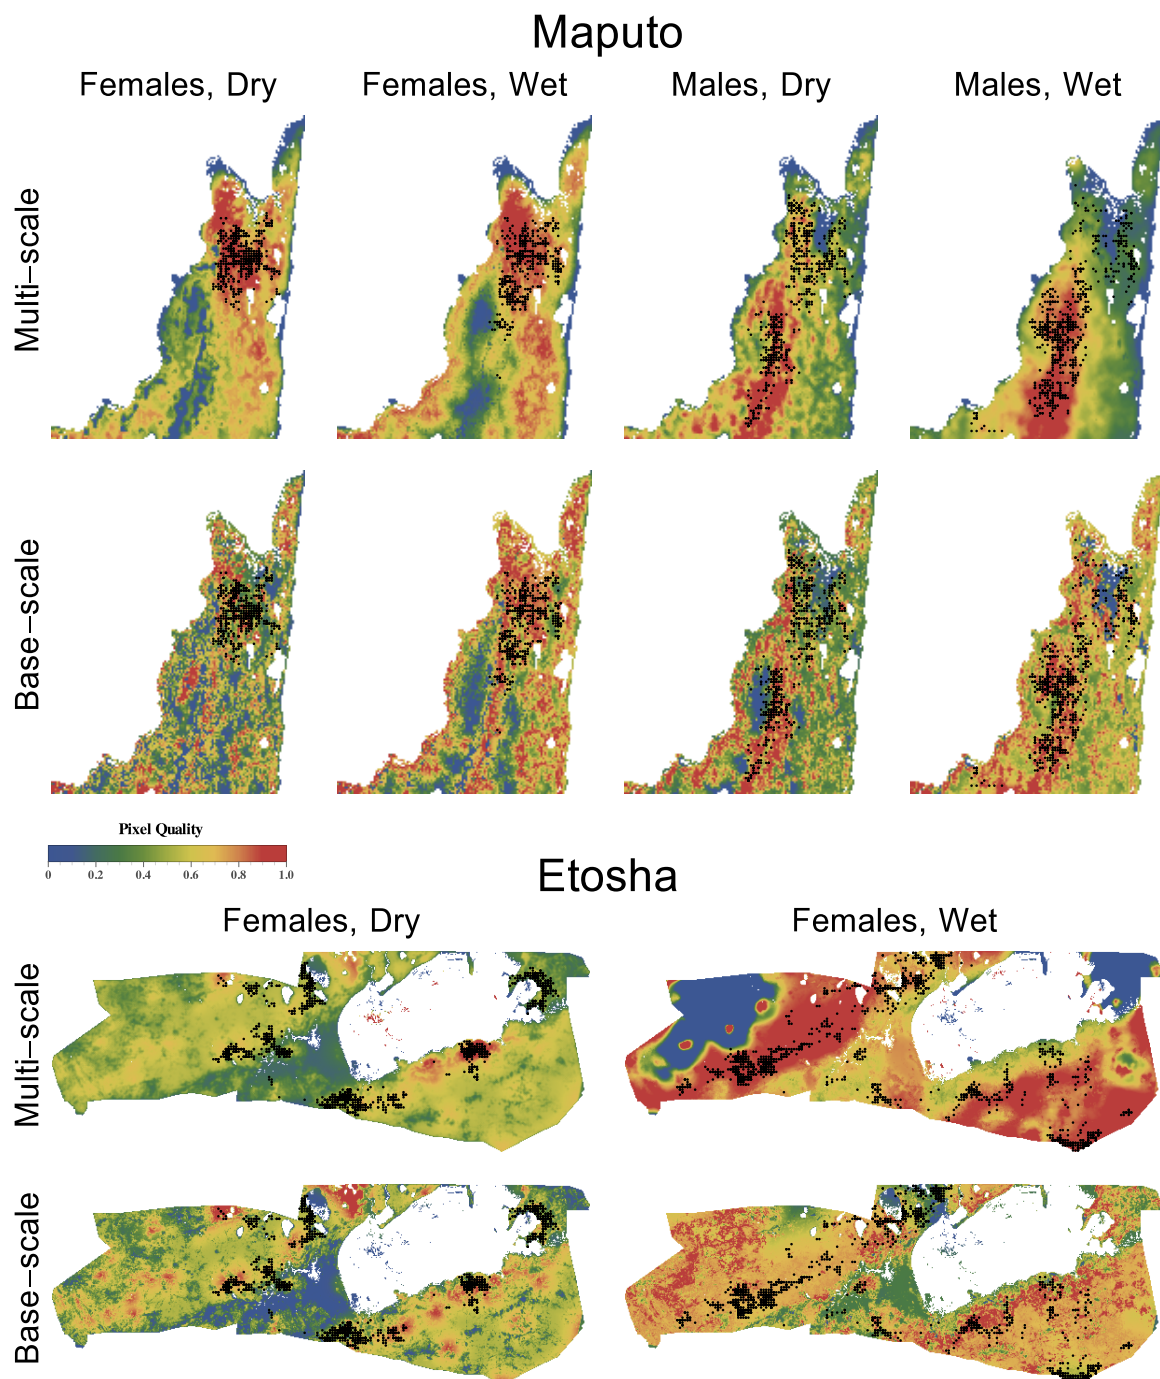 Maputo
Females, Dry
Females, Wet
Males, Dry
Males, Wet
Multi−scale
Base−scale
Pixel Quality
0 0.2 0.4 0.6 0.8 1.0
Etosha
Females, Dry
Females, Wet
Multi−scale
Base−scale